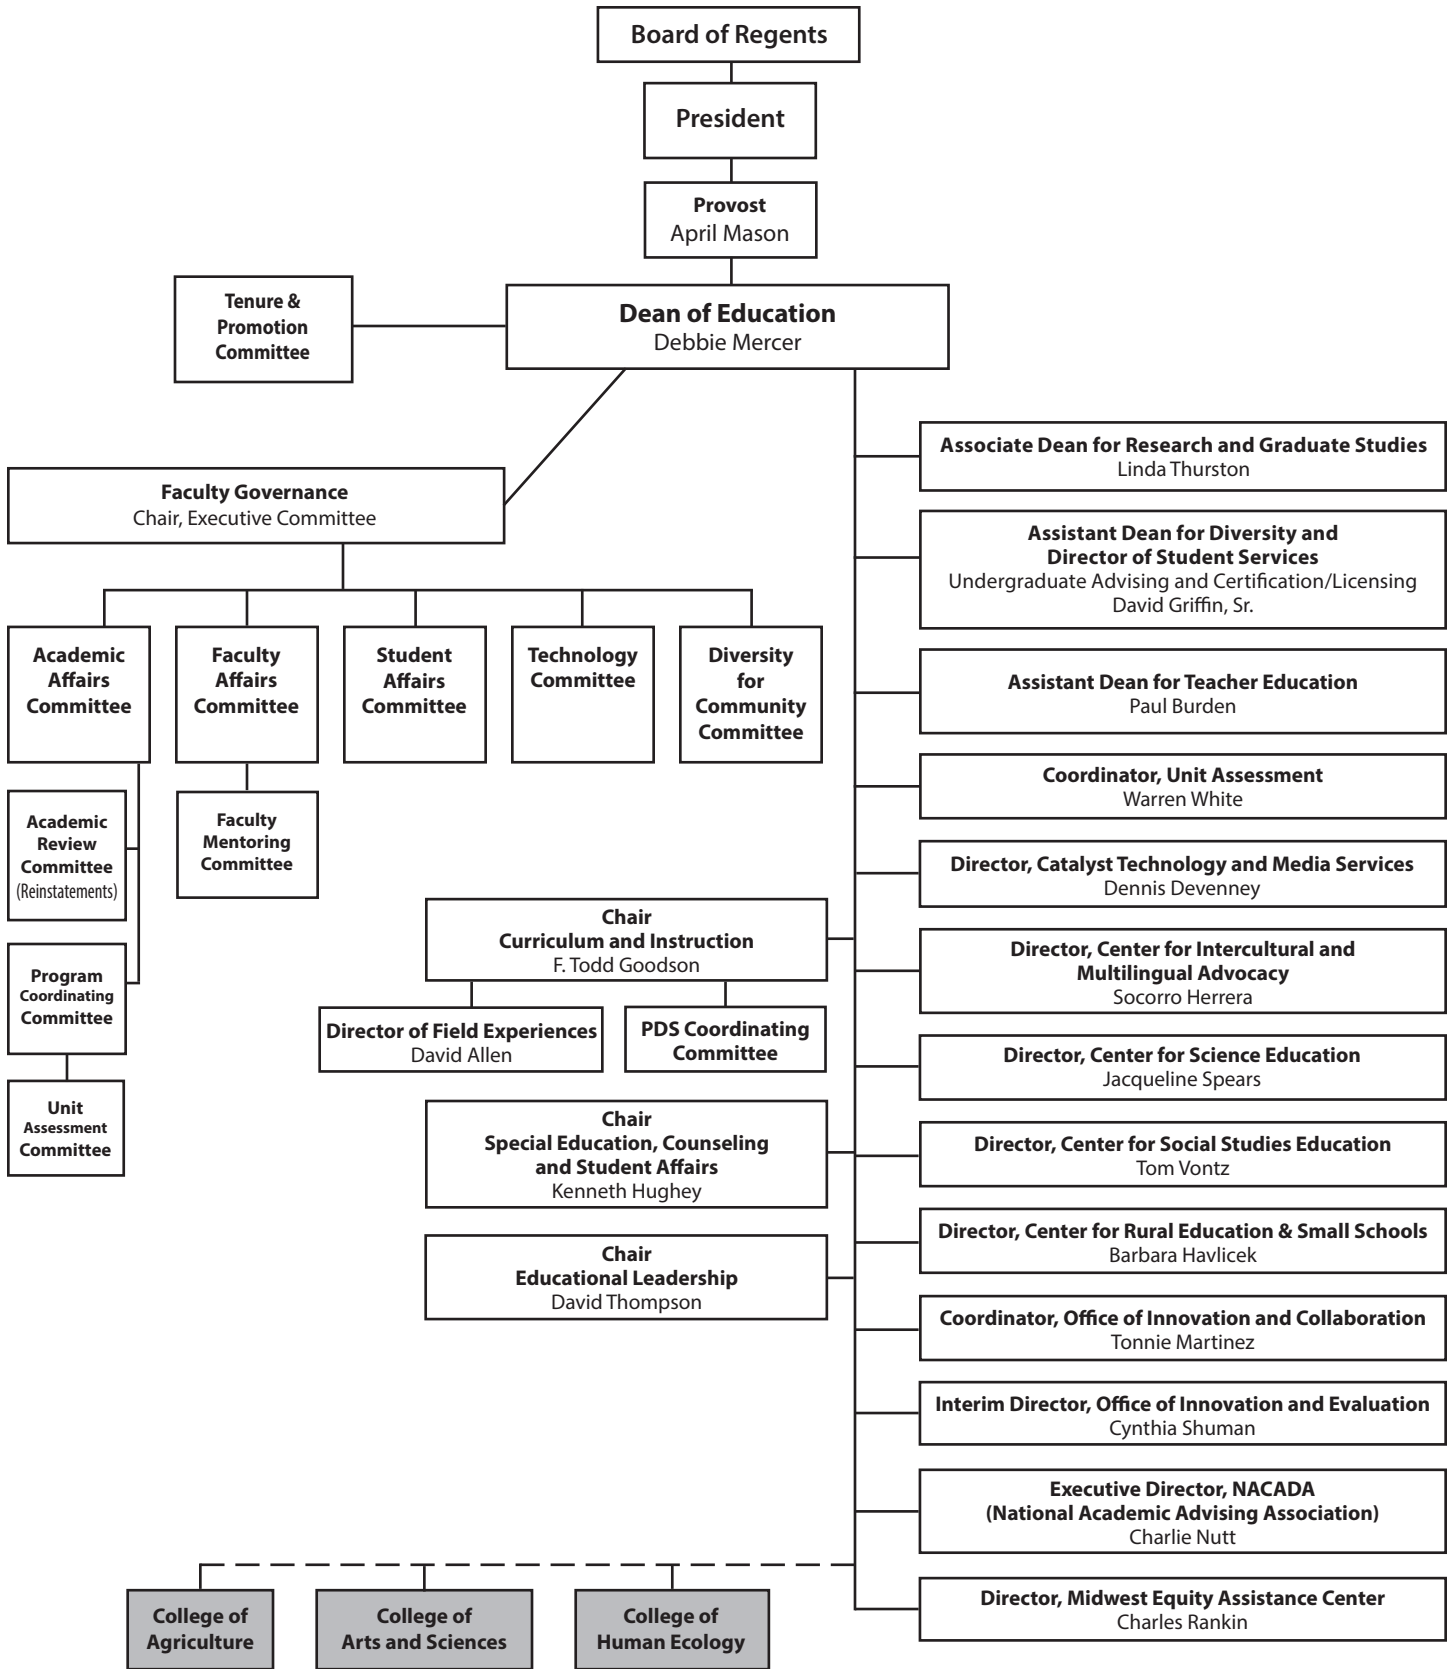 Board of Regents
President
Provost
April Mason
Tenure &
Promotion
Committee
Dean of Education
Debbie Mercer
Faculty Governance
Chair, Executive Committee
Academic
Affairs
Committee
Faculty
Affairs
Committee
Student
Affairs
Committee
Technology
Committee
Diversity
for
Community
Committee
Academic
Review
Committee
(Reinstatements)
Faculty
Mentoring
Committee
Program
Coordinating
Committee
Unit
Assessment
Committee
Chair
Curriculum and Instruction
F. Todd Goodson
Director of Field Experiences
David Allen
PDS Coordinating
Committee
Chair
Special Education, Counseling
and Student Affairs
Kenneth Hughey
Chair
Educational Leadership
David Thompson
Associate Dean for Research and Graduate Studies
Linda Thurston
Assistant Dean for Diversity and
Director of Student Services
Undergraduate Advising and Certification/Licensing
David Griffin, Sr.
Assistant Dean for Teacher Education
Paul Burden
Coordinator, Unit Assessment
Warren White
Director, Catalyst Technology and Media Services
Dennis Devenney
Director, Center for Intercultural and
Multilingual Advocacy
Socorro Herrera
Director, Center for Science Education
Jacqueline Spears
Director, Center for Social Studies Education
Tom Vontz
Director, Center for Rural Education & Small Schools
Barbara Havlicek
Coordinator, Office of Innovation and Collaboration
Tonnie Martinez
Interim Director, Office of Innovation and Evaluation
Cynthia Shuman
Executive Director, NACADA
(National Academic Advising Association)
Charlie Nutt
Director, Midwest Equity Assistance Center
Charles Rankin
College of
Agriculture
College of
Arts and Sciences
College of
Human Ecology